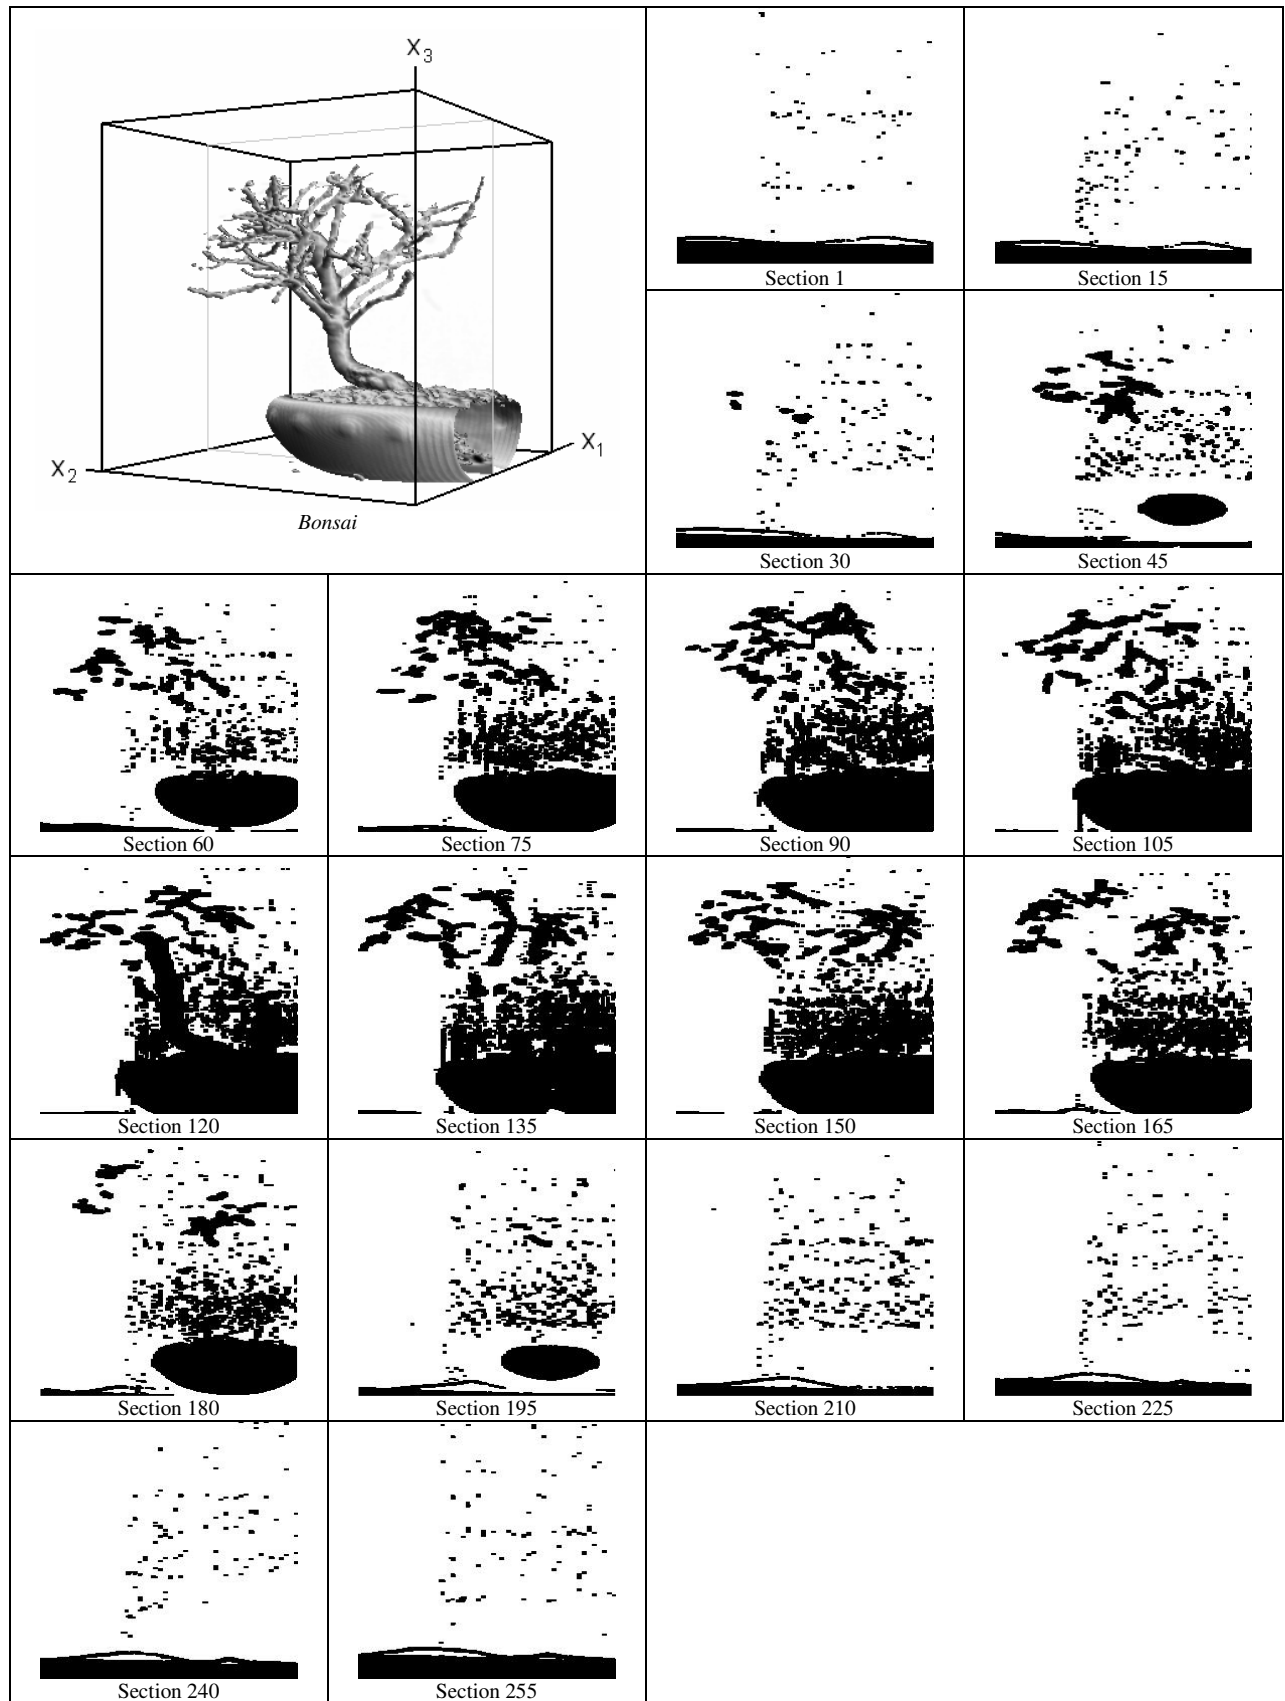 X3
X1
X2
Bonsai
Section 1
Section 15
Section 30
Section 45
Section 60
Section 75
Section 90
Section 105
Section 120
Section 135
Section 150
Section 165
Section 180
Section 195
Section 210
Section 225
Section 240
Section 255